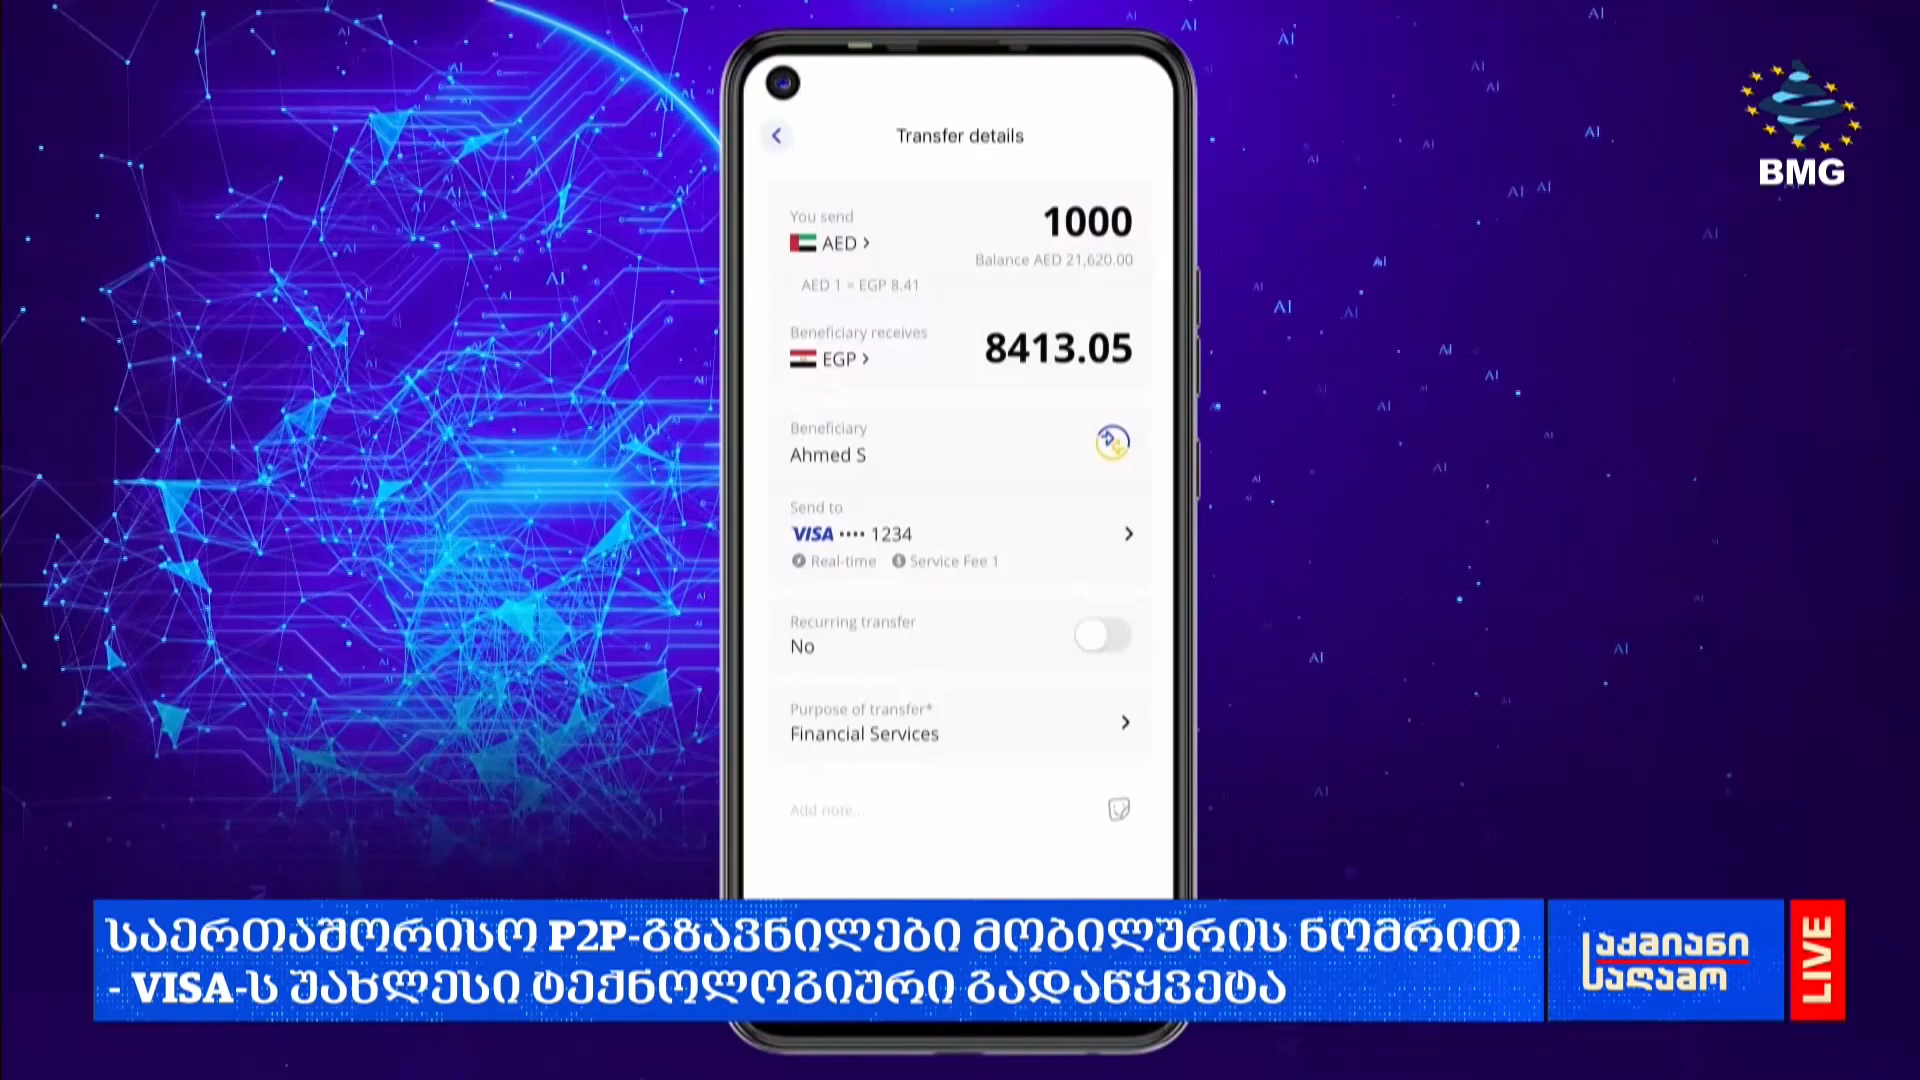 BMG
Transfer details
You send
1000
AED
Balance AED 21,620.00
AED 1 = EGP 8.41
Beneficiary receives
8413.05
EGP
Beneficiary
Ahmed S
Send to
VISA •••• 1234
Real-time Service Fee 1
Recurring transfer
No
Purpose of transfer*
Financial Services
Add note...
საერთაშორისო P2P-გზავნილები მობილურის ნომრით
- VISA-ს უახლესი ტექნოლოგიური გადაწყვეტა
საქმიანი
საღამო
LIVE